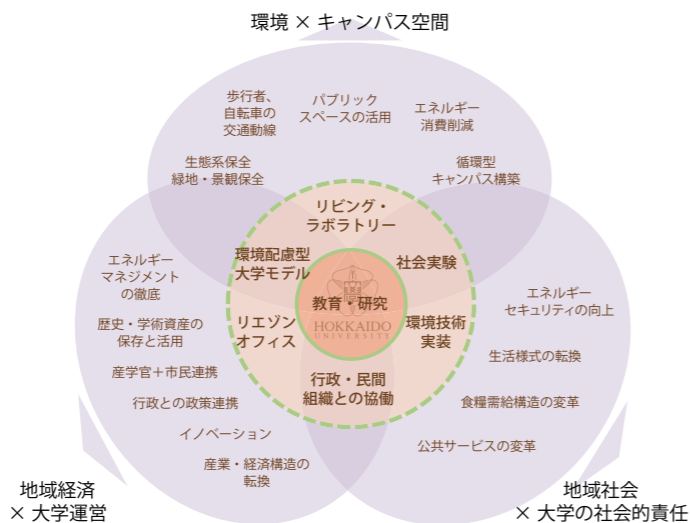 環境 × キャンパス空間
歩行者、
自転車の
交通動線
パブリック
スペースの活用
エネルギー
消費削減
生態系保全
緑地・景観保全
循環型
キャンパス構築
リビング・
ラボラトリー
環境配慮型
大学モデル
社会実験
教育・研究
HOKKAIDO
UNIVERSITY
リエゾン
オフィス
環境技術
実装
行政・民間
組織との協働
エネルギー
マネジメント
の徹底
歴史・学術資産の
保存と活用
産学官＋市民連携
行政との政策連携
イノベーション
産業・経済構造の
転換
エネルギー
セキュリティの向上
生活様式の転換
食糧需給構造の変革
公共サービスの変革
地域経済
× 大学運営
地域社会
× 大学の社会的責任